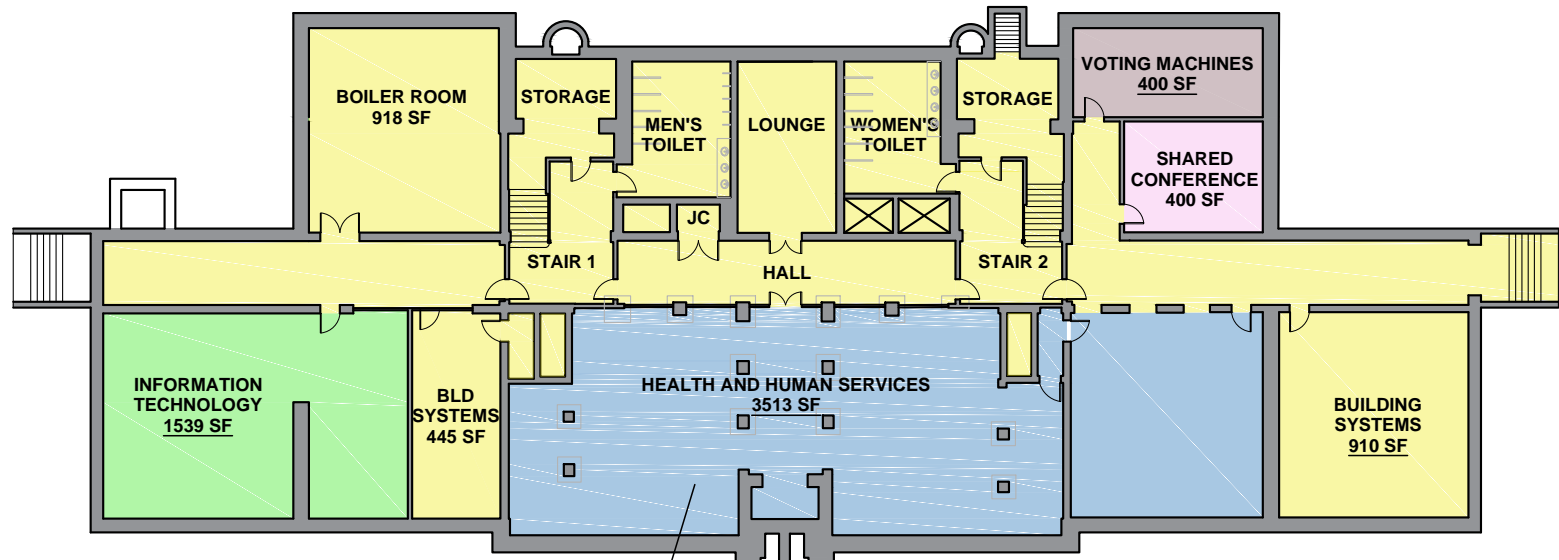 BOILER ROOM
918 SF
STORAGE
MEN'S
TOILET
LOUNGE
WOMEN'S
TOILET
STORAGE
VOTING MACHINES
400 SF
SHARED
CONFERENCE
400 SF
JC
STAIR 1
HALL
STAIR 2
INFORMATION
TECHNOLOGY
1539 SF
BLD
SYSTEMS
445 SF
HEALTH AND HUMAN SERVICES
3513 SF
BUILDING
SYSTEMS
910 SF